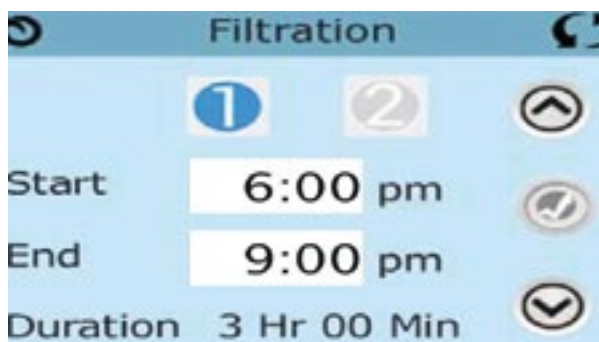 Filtration
1 2
Start 6:00 pm
End 9:00 pm
Duration 3 Hr 00 Min